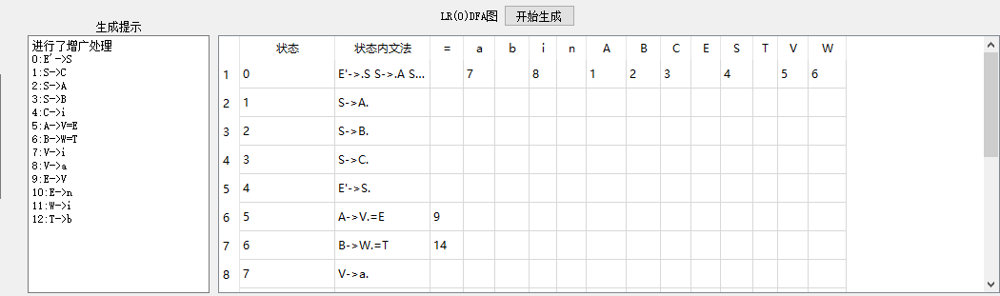 LR(0)DFA图 开始生成
生成提示
进行了增广处理
0:E'->S
1:S->C
2:S->A
3:S->B
4:C->i
5:A->V=E
6:B->W=T
7:V->i
8:V->a
9:E->V
10:E->n
11:W->i
12:T->b
状态 状态内文法 = a b i n A B C E S T V W
1 0 E'->.S S->.A S... 7 8 1 2 3 4 5 6
2 1 S->A.
3 2 S->B.
4 3 S->C.
5 4 E'->S.
6 5 A->V.=E 9
7 6 B->W.=T 14
8 7 V->a.